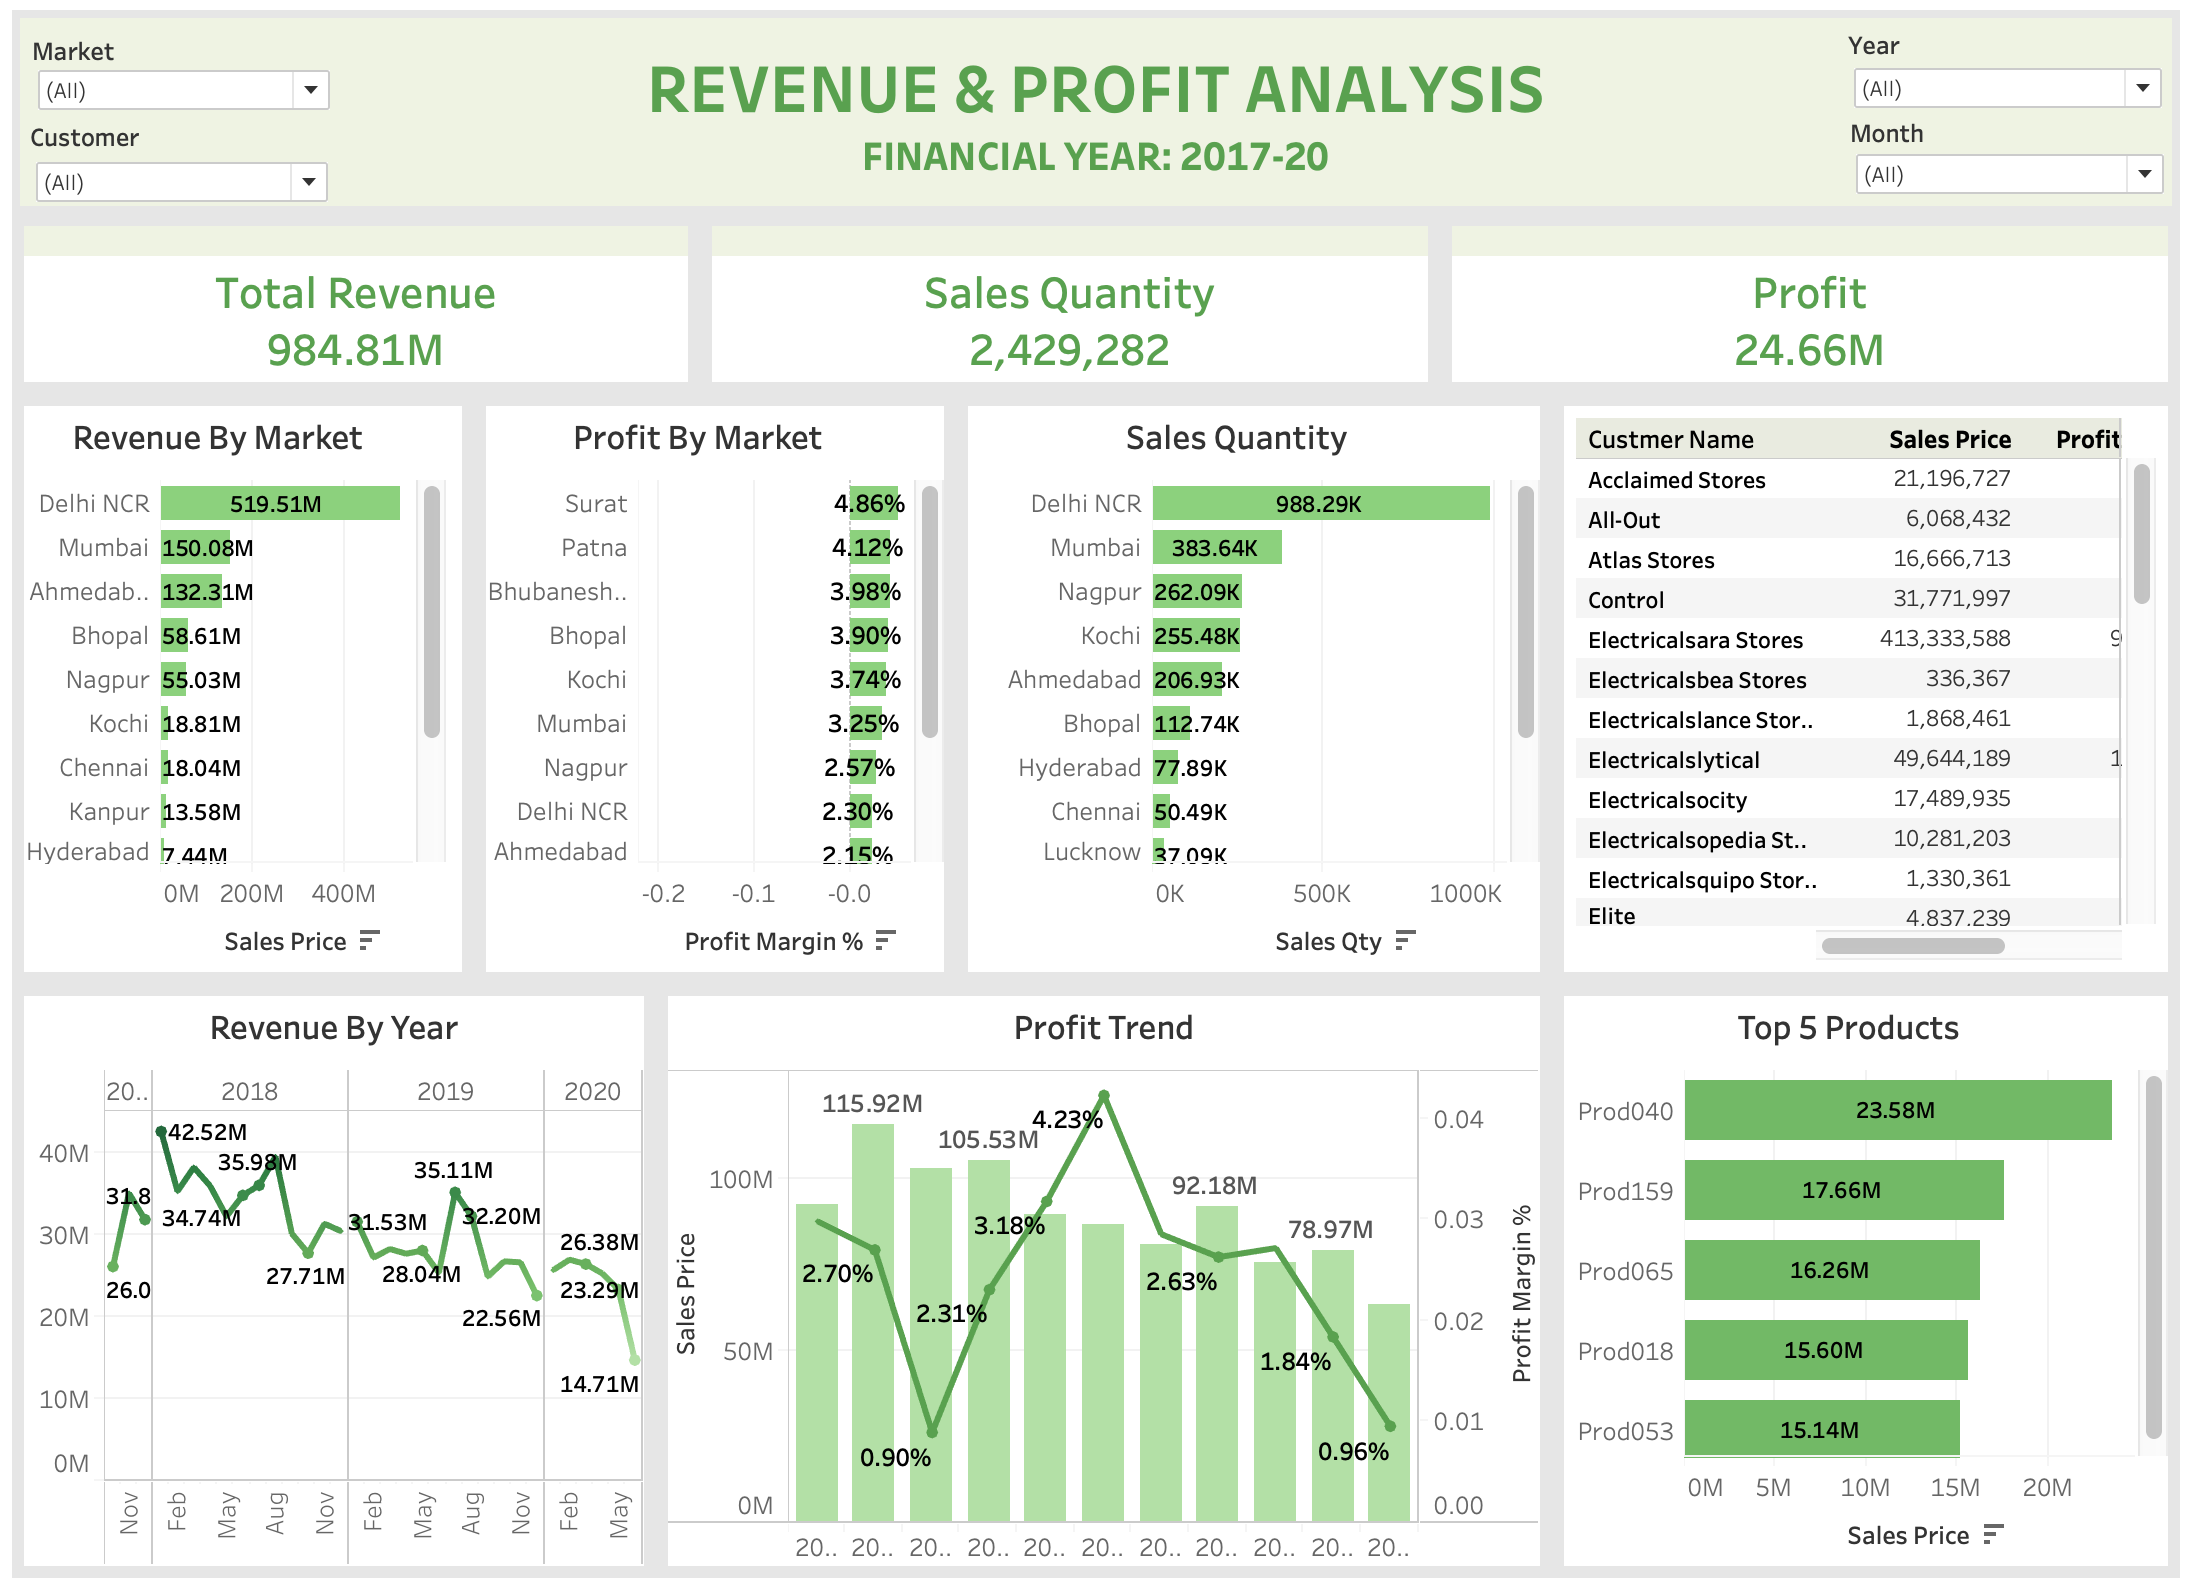 Market
(All)
Customer
(All)
REVENUE & PROFIT ANALYSIS
FINANCIAL YEAR: 2017-20
Year
(All)
Month
(All)
Total Revenue
984.81M
Sales Quantity
2,429,282
Profit
24.66M
Revenue By Market
Delhi NCR 519.51M
Mumbai 150.08M
Ahmedab.. 132.31M
Bhopal 58.61M
Nagpur 55.03M
Kochi 18.81M
Chennai 18.04M
Kanpur 13.58M
Hyderabad 7.44M
0M 200M 400M
Sales Price
Profit By Market
Surat 4.86%
Patna 4.12%
Bhubanesh.. 3.98%
Bhopal 3.90%
Kochi 3.74%
Mumbai 3.25%
Nagpur 2.57%
Delhi NCR 2.30%
Ahmedabad 2.15%
-0.2 -0.1 -0.0
Profit Margin %
Sales Quantity
Delhi NCR 988.29K
Mumbai 383.64K
Nagpur 262.09K
Kochi 255.48K
Ahmedabad 206.93K
Bhopal 112.74K
Hyderabad 77.89K
Chennai 50.49K
Lucknow 37.09K
0K 500K 1000K
Sales Qty
Custmer Name Sales Price Profit
Acclaimed Stores 21,196,727
All-Out 6,068,432
Atlas Stores 16,666,713
Control 31,771,997
Electricalsara Stores 413,333,588 9
Electricalsbea Stores 336,367
Electricalslance Stor.. 1,868,461
Electricalslytical 49,644,189 1
Electricalsocity 17,489,935
Electricalsopedia St.. 10,281,203
Electricalsquipo Stor.. 1,330,361
Elite 4,837,239
Revenue By Year
20.. 2018 2019 2020
40M
30M
20M
10M
0M
42.52M
35.98M
35.11M
31.8
34.74M
31.53M
32.20M
26.38M
26.0
27.71M
28.04M
23.29M
22.56M
14.71M
Nov Feb May Aug Nov Feb May Aug Nov Feb May
Profit Trend
Sales Price
100M
50M
0M
115.92M
105.53M
92.18M
78.97M
4.23%
3.18%
2.70%
2.31%
2.63%
1.84%
0.90%
0.96%
0.04
0.03
0.02
0.01
0.00
Profit Margin %
20.. 20.. 20.. 20.. 20.. 20.. 20.. 20.. 20.. 20.. 20..
Top 5 Products
Prod040 23.58M
Prod159 17.66M
Prod065 16.26M
Prod018 15.60M
Prod053 15.14M
0M 5M 10M 15M 20M
Sales Price